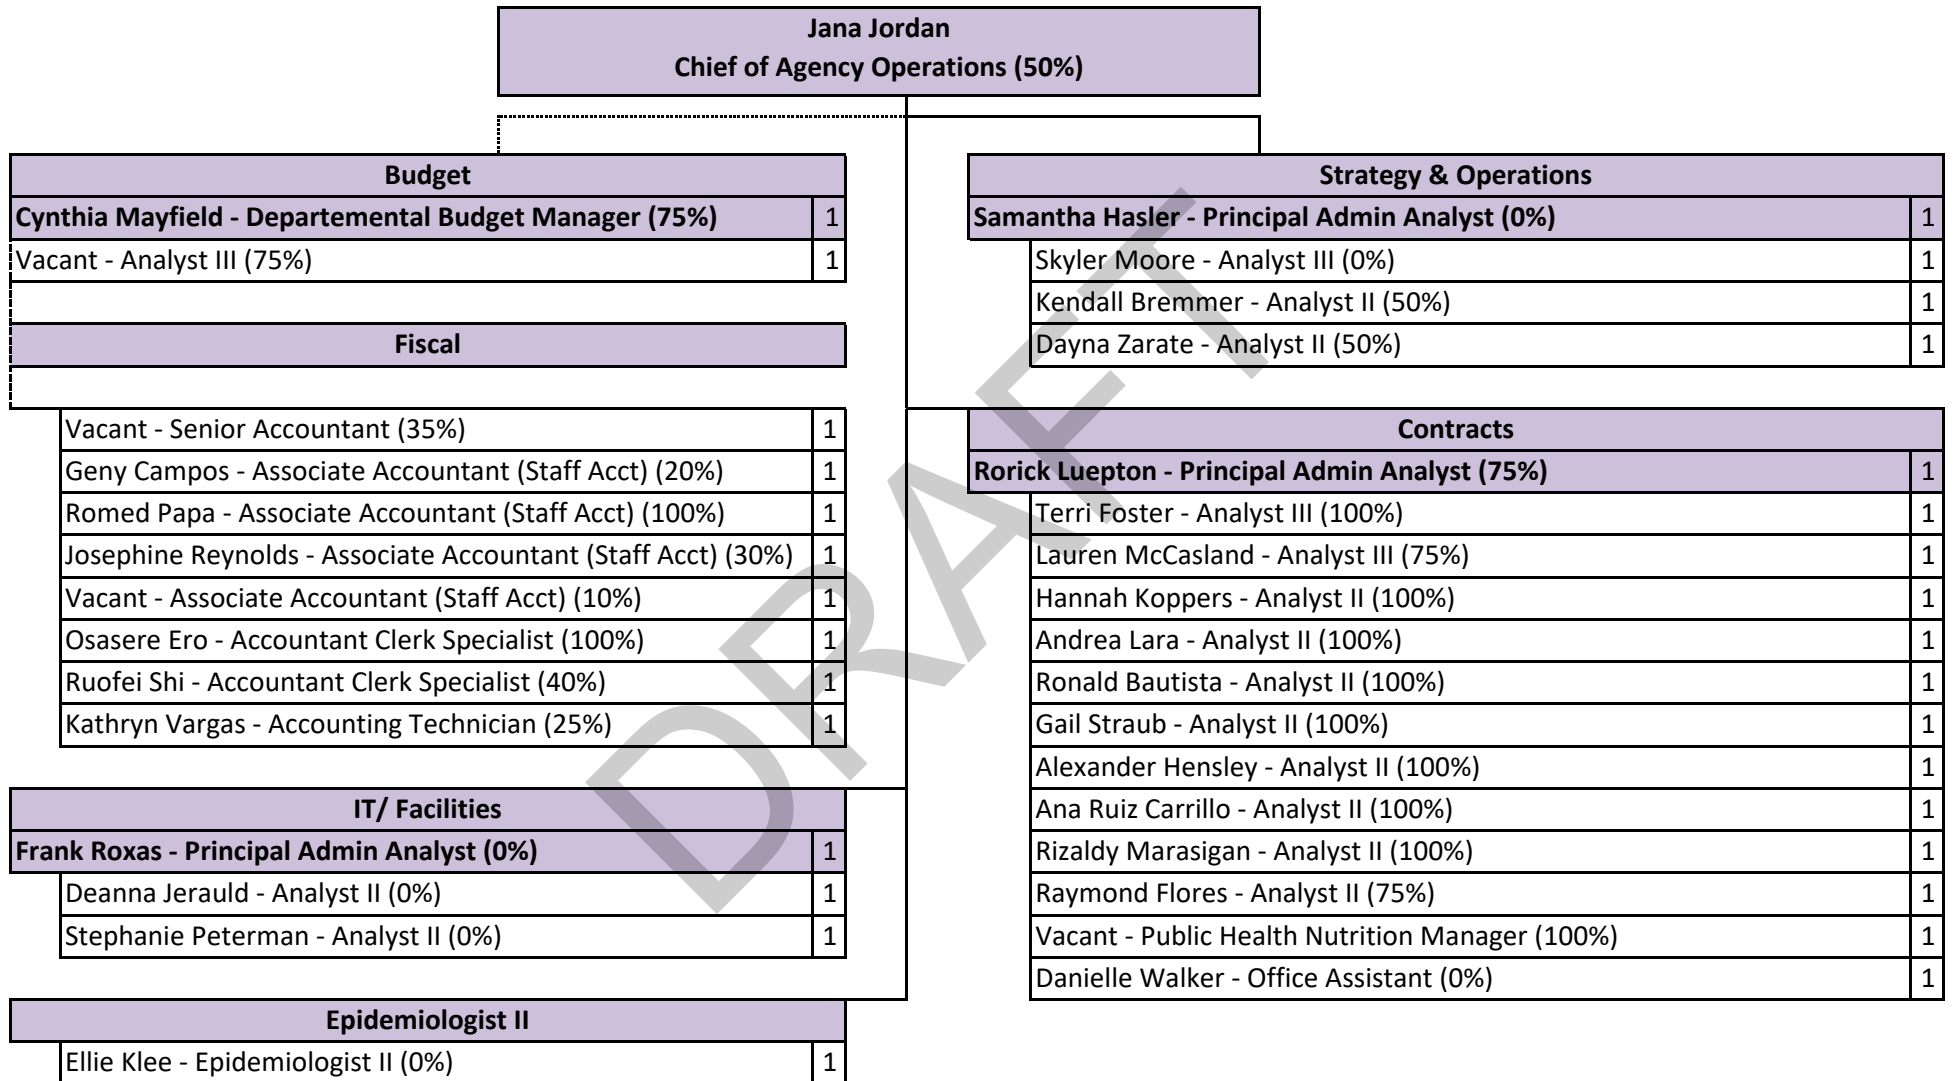 Jana Jordan
Chief of Agency Operations (50%)
Budget
Cynthia Mayfield - Departemental Budget Manager (75%) 1
Vacant - Analyst III (75%) 1
Fiscal
Vacant - Senior Accountant (35%) 1
Geny Campos - Associate Accountant (Staff Acct) (20%) 1
Romed Papa - Associate Accountant (Staff Acct) (100%) 1
Josephine Reynolds - Associate Accountant (Staff Acct) (30%) 1
Vacant - Associate Accountant (Staff Acct) (10%) 1
Osasere Ero - Accountant Clerk Specialist (100%) 1
Ruofei Shi - Accountant Clerk Specialist (40%) 1
Kathryn Vargas - Accounting Technician (25%) 1
IT/ Facilities
Frank Roxas - Principal Admin Analyst (0%) 1
Deanna Jerauld - Analyst II (0%) 1
Stephanie Peterman - Analyst II (0%) 1
Epidemiologist II
Ellie Klee - Epidemiologist II (0%) 1
Strategy & Operations
Samantha Hasler - Principal Admin Analyst (0%) 1
Skyler Moore - Analyst III (0%) 1
Kendall Bremmer - Analyst II (50%) 1
Dayna Zarate - Analyst II (50%) 1
Contracts
Rorick Luepton - Principal Admin Analyst (75%) 1
Terri Foster - Analyst III (100%) 1
Lauren McCasland - Analyst III (75%) 1
Hannah Koppers - Analyst II (100%) 1
Andrea Lara - Analyst II (100%) 1
Ronald Bautista - Analyst II (100%) 1
Gail Straub - Analyst II (100%) 1
Alexander Hensley - Analyst II (100%) 1
Ana Ruiz Carrillo - Analyst II (100%) 1
Rizaldy Marasigan - Analyst II (100%) 1
Raymond Flores - Analyst II (75%) 1
Vacant - Public Health Nutrition Manager (100%) 1
Danielle Walker - Office Assistant (0%) 1
DRAFT